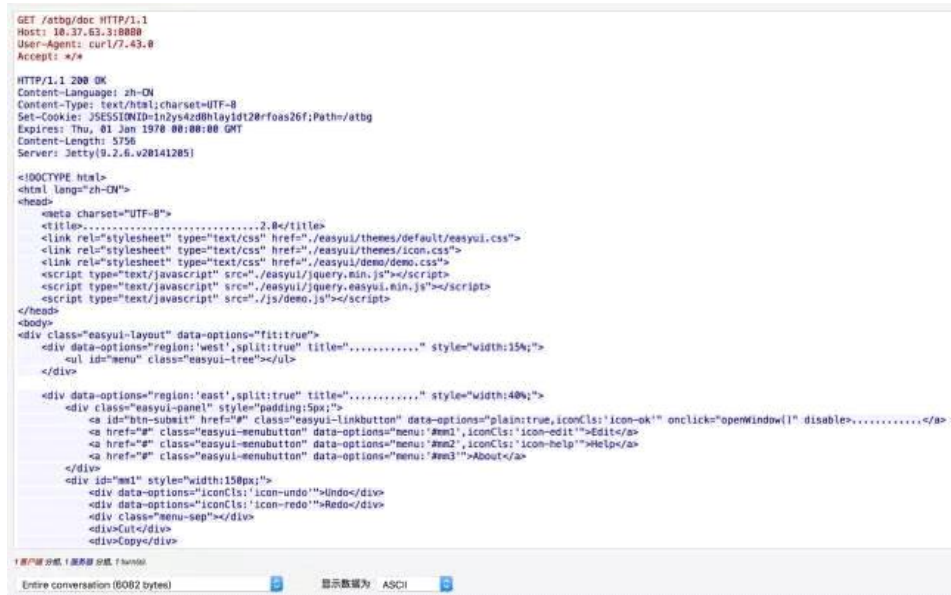 GET /atbg/doc HTTP/1.1
Host: 10.37.63.3:8080
User-Agent: curl/7.43.0
Accept: */*
HTTP/1.1 200 OK
Content-Language: zh-CN
Content-Type: text/html;charset=UTF-8
Set-Cookie: JSESSIONID=1n2ys4zd8hlay1dt20rfoas26f;Path=/atbg
Expires: Thu, 01 Jan 1970 00:00:00 GMT
Content-Length: 5756
Server: Jetty(9.2.6.v20141205)
<!DOCTYPE html>
<html lang="zh-CN">
<head>
<meta charset="UTF-8">
<title>..............................2.0</title>
<link rel="stylesheet" type="text/css" href="./easyui/themes/default/easyui.css">
<link rel="stylesheet" type="text/css" href="./easyui/themes/icon.css">
<link rel="stylesheet" type="text/css" href="./easyui/demo/demo.css">
<script type="text/javascript" src="./easyui/jquery.min.js"></script>
<script type="text/javascript" src="./easyui/jquery.easyui.min.js"></script>
<script type="text/javascript" src="./js/demo.js"></script>
</head>
<body>
<div class="easyui-layout" data-options="fit:true">
<div data-options="region:'west',split:true" title="............" style="width:15%;">
<ul id="menu" class="easyui-tree"></ul>
</div>
<div data-options="region:'east',split:true" title="............" style="width:40%;">
<div class="easyui-panel" style="padding:5px;">
<a id="btn-submit" href="#" class="easyui-linkbutton" data-options="plain:true,iconCls:'icon-ok'" onclick="openWindow()" disable>............</a>
<a href="#" class="easyui-menubutton" data-options="menu:'#mm1',iconCls:'icon-edit'">Edit</a>
<a href="#" class="easyui-menubutton" data-options="menu:'#mm2',iconCls:'icon-help'">Help</a>
<a href="#" class="easyui-menubutton" data-options="menu:'#mm3'">About</a>
</div>
<div id="mm1" style="width:150px;">
<div data-options="iconCls:'icon-undo'">Undo</div>
<div data-options="iconCls:'icon-redo'">Redo</div>
<div class="menu-sep"></div>
<div>Cut</div>
<div>Copy</div>
1 客户端 分组, 1 服务器 分组, 1 turn(s).
Entire conversation (6082 bytes) 显示数据为 ASCII